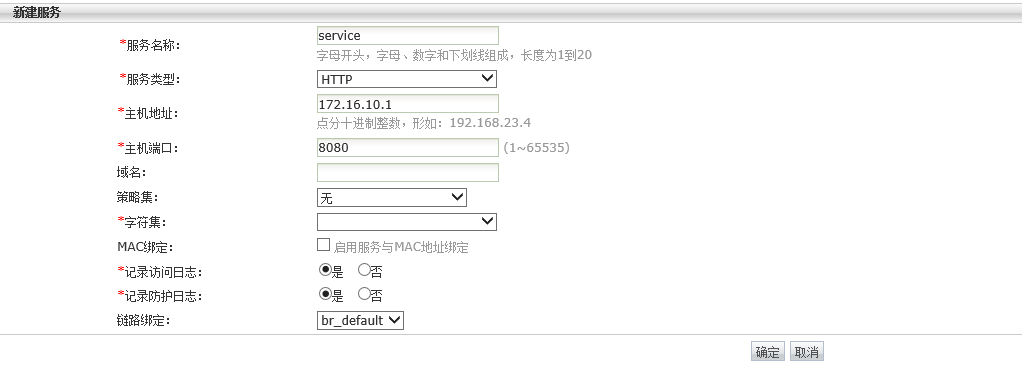 新建服务
*服务名称: service
字母开头，字母、数字和下划线组成，长度为1到20
*服务类型: HTTP
*主机地址: 172.16.10.1
点分十进制整数，形如: 192.168.23.4
*主机端口: 8080 (1~65535)
域名:
策略集: 无
*字符集:
MAC绑定: 启用服务与MAC地址绑定
*记录访问日志: 是 否
*记录防护日志: 是 否
链路绑定: br_default
确定 取消